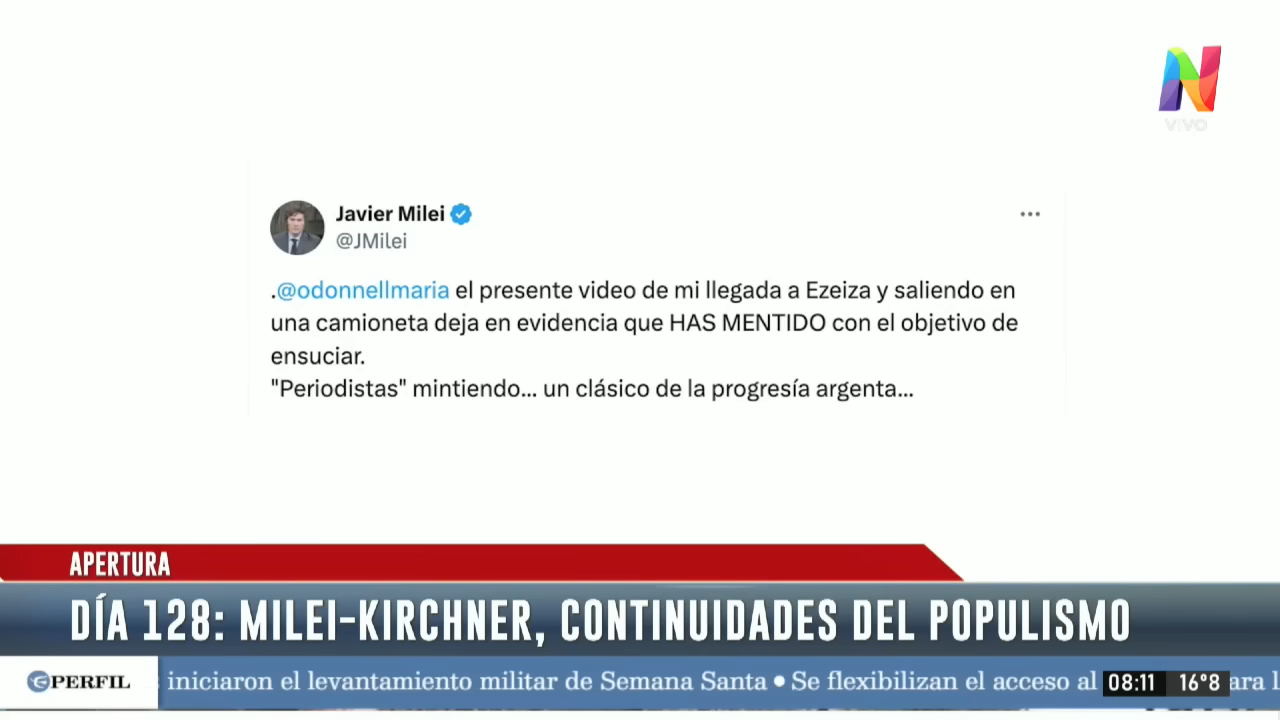 N
VIVO
Javier Milei
@JMilei
.@odonnellmaria el presente video de mi llegada a Ezeiza y saliendo en
una camioneta deja en evidencia que HAS MENTIDO con el objetivo de
ensuciar.
"Periodistas" mintiendo... un clásico de la progresía argenta...
APERTURA
DÍA 128: MILEI-KIRCHNER, CONTINUIDADES DEL POPULISMO
PERFIL
iniciaron el levantamiento militar de Semana Santa • Se flexibilizan el acceso al
08:11 16°8